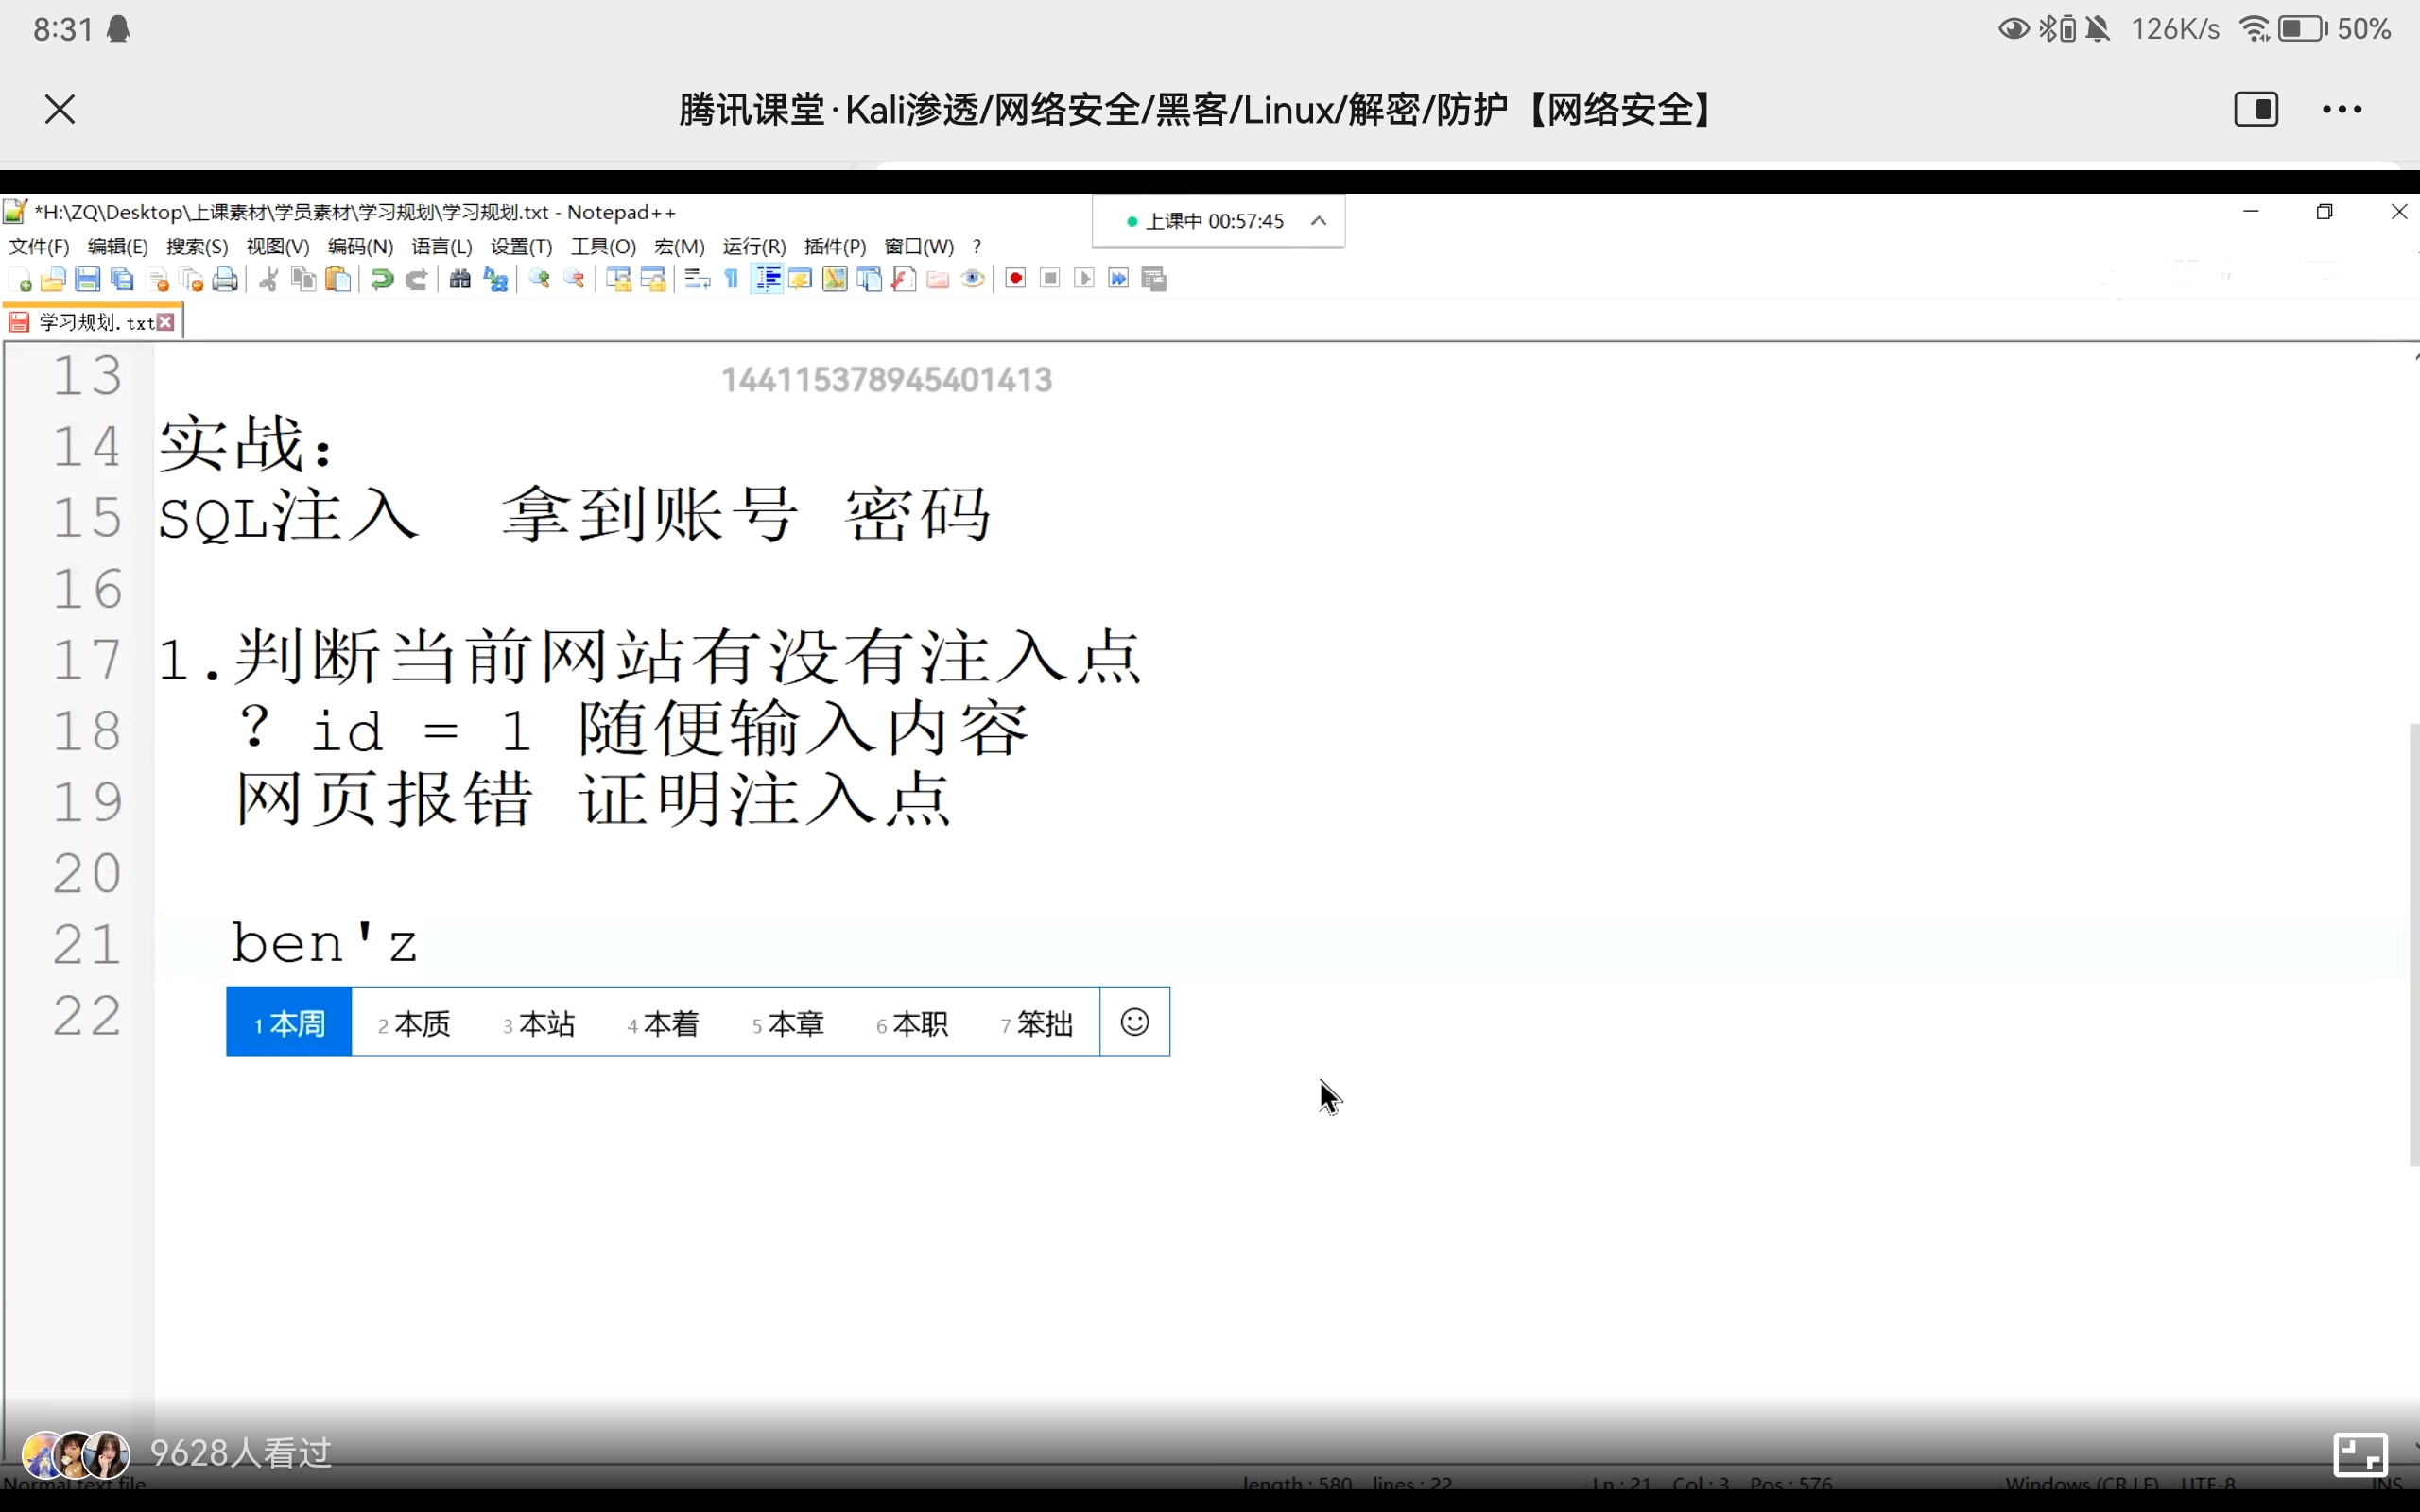 8:31
126K/s 50%
腾讯课堂·Kali渗透/网络安全/黑客/Linux/解密/防护【网络安全】
*H:\ZQ\Desktop\上课素材\学员素材\学习规划\学习规划.txt - Notepad++
上课中 00:57:45
文件(F) 编辑(E) 搜索(S) 视图(V) 编码(N) 语言(L) 设置(T) 工具(O) 宏(M) 运行(R) 插件(P) 窗口(W) ?
学习规划.txt
13
144115378945401413
14 实战：
15 SQL注入 拿到账号 密码
16
17 1.判断当前网站有没有注入点
18 ? id = 1 随便输入内容
19 网页报错 证明注入点
20
21 ben'z
22
1 本周 2 本质 3 本站 4 本着 5 本章 6 本职 7 笨拙
9628人看过
Normal text file length : 580 lines : 22 Ln : 21 Col : 3 Pos : 576 Windows (CR LF) UTF-8 INS